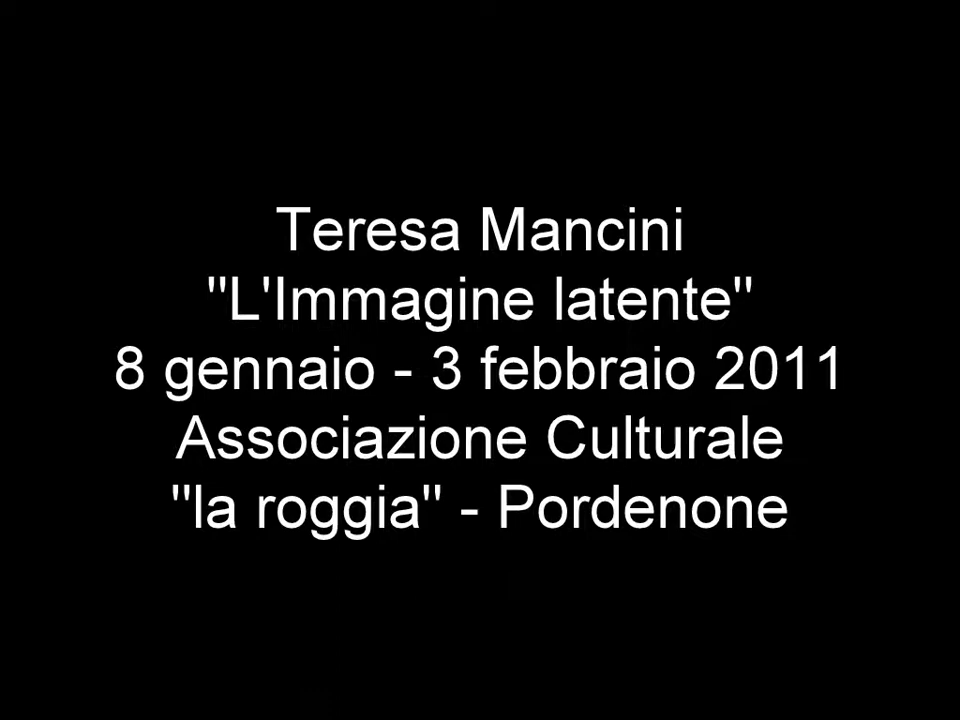 Teresa Mancini
"L'Immagine latente"
8 gennaio - 3 febbraio 2011
Associazione Culturale
"la roggia" - Pordenone